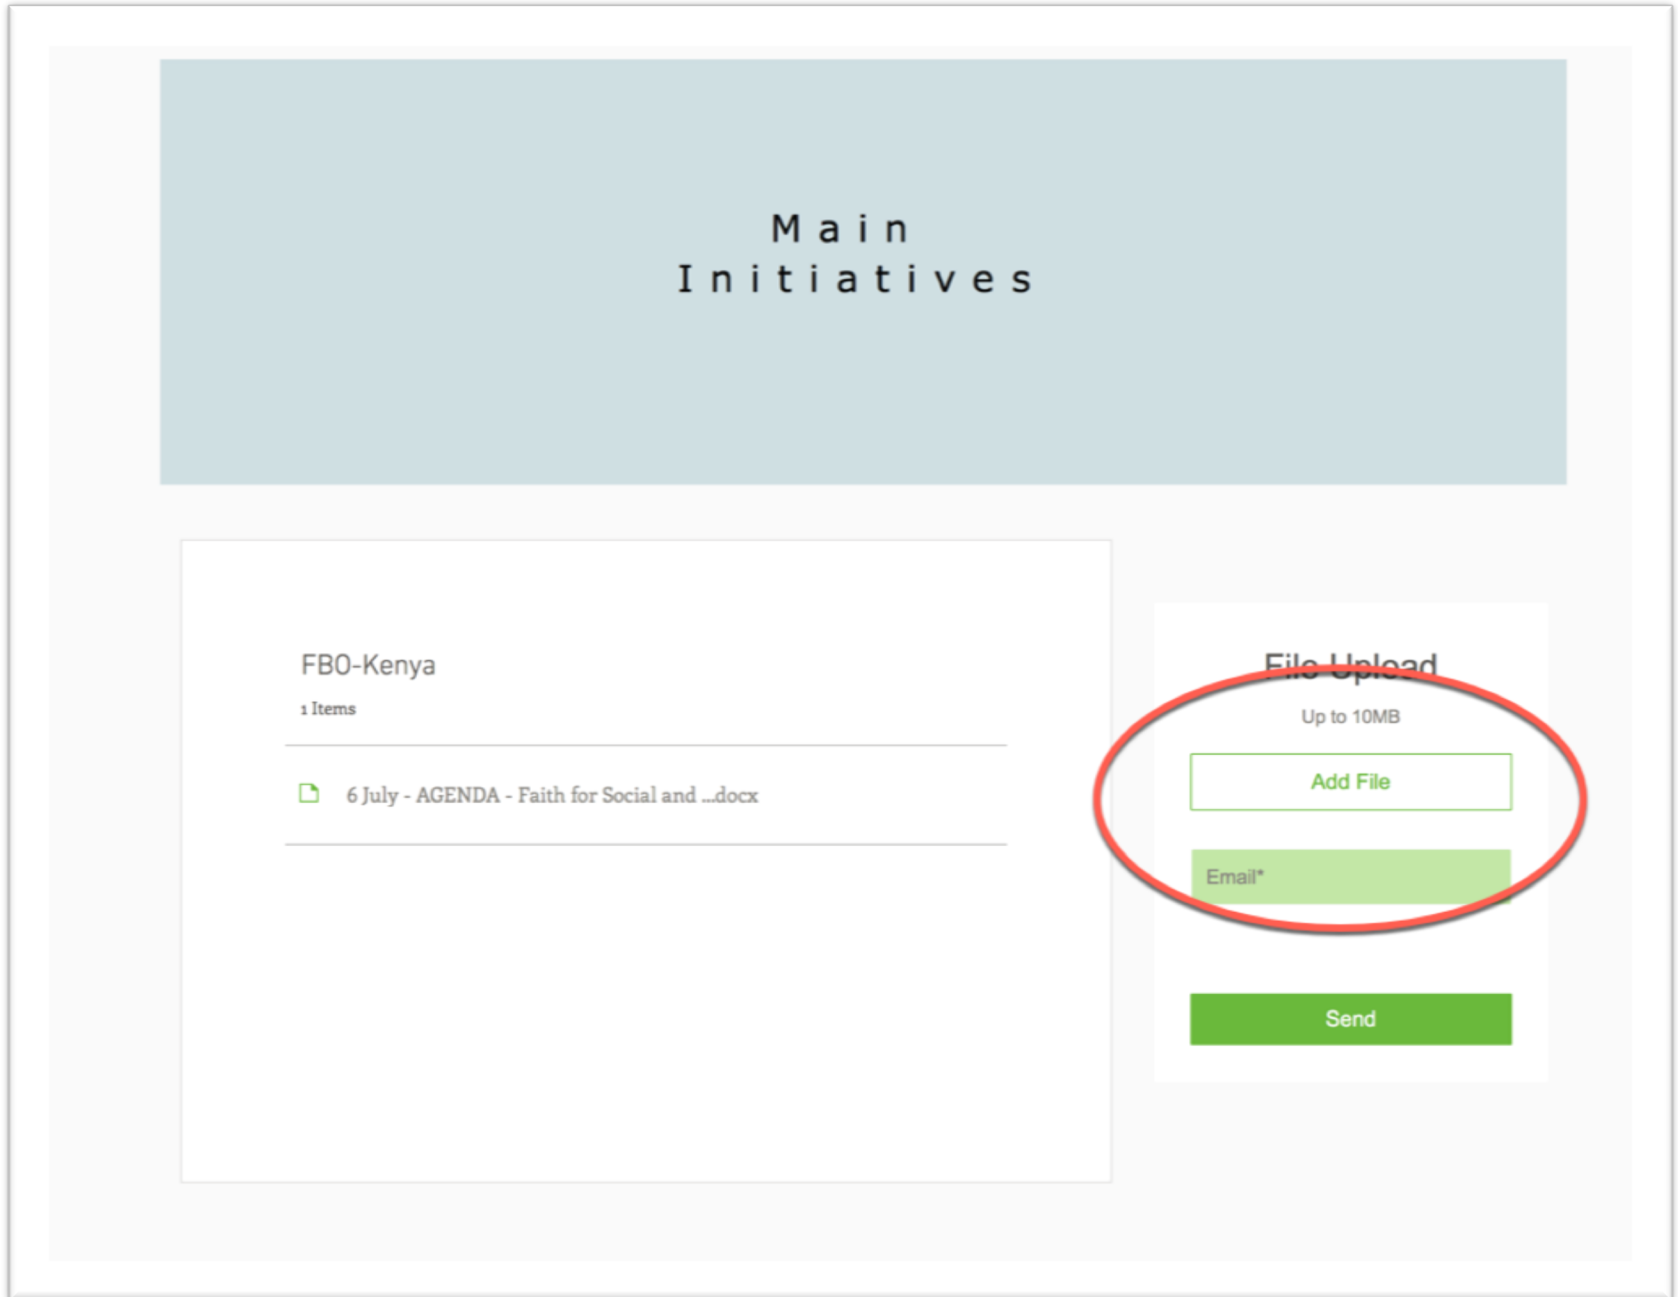 Main
Initiatives
FBO-Kenya
1 Items
6 July - AGENDA - Faith for Social and ...docx
File Upload
Up to 10MB
Add File
Email*
Send